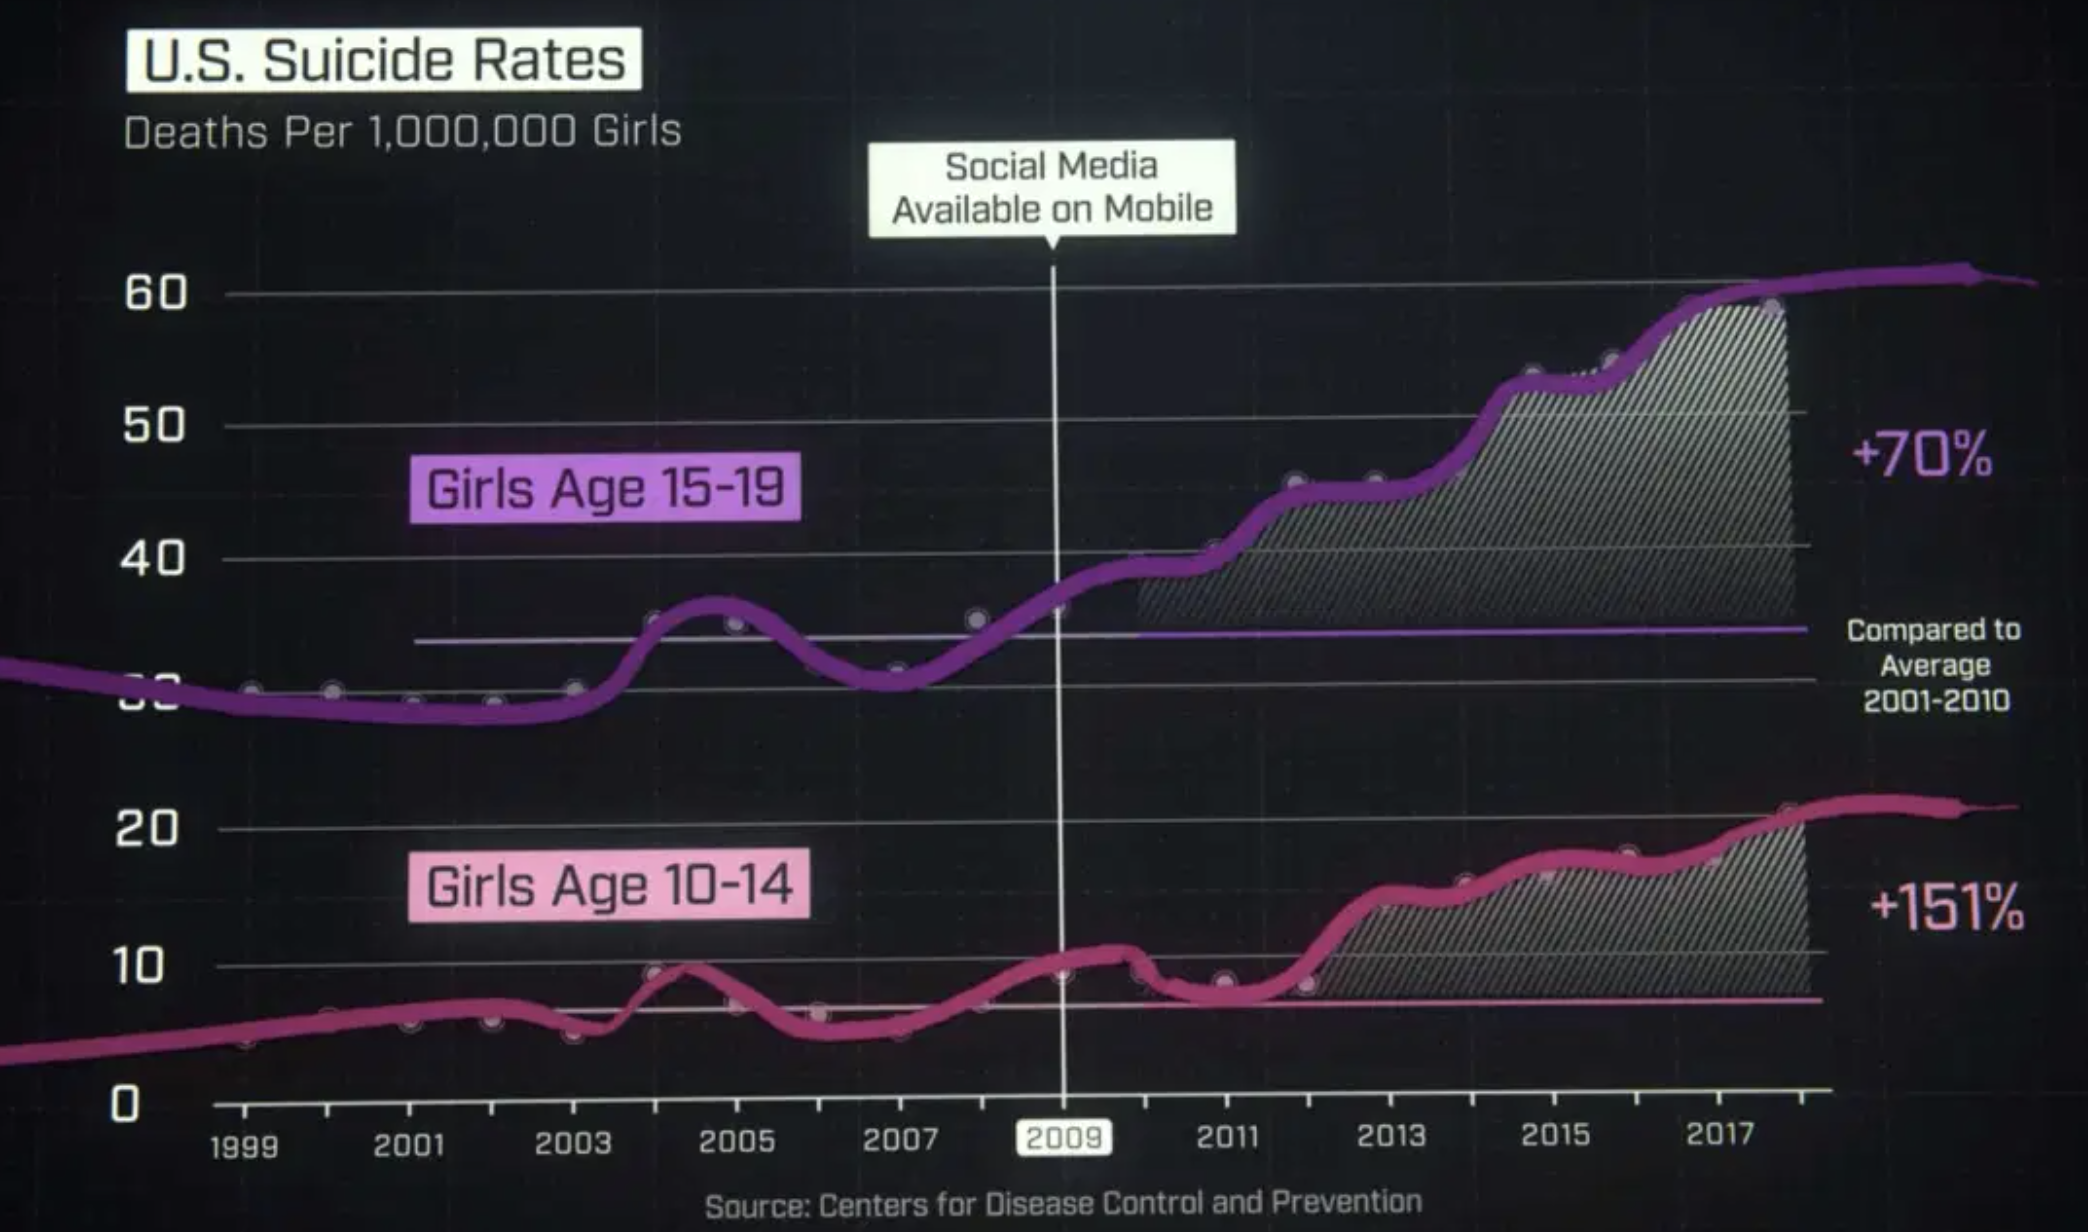 U.S. Suicide Rates
Deaths Per 1,000,000 Girls
Social Media
Available on Mobile
60
50
Girls Age 15-19
+70%
40
Compared to
Average
2001-2010
30
20
Girls Age 10-14
+151%
10
0
1999 2001 2003 2005 2007 2009 2011 2013 2015 2017
Source: Centers for Disease Control and Prevention